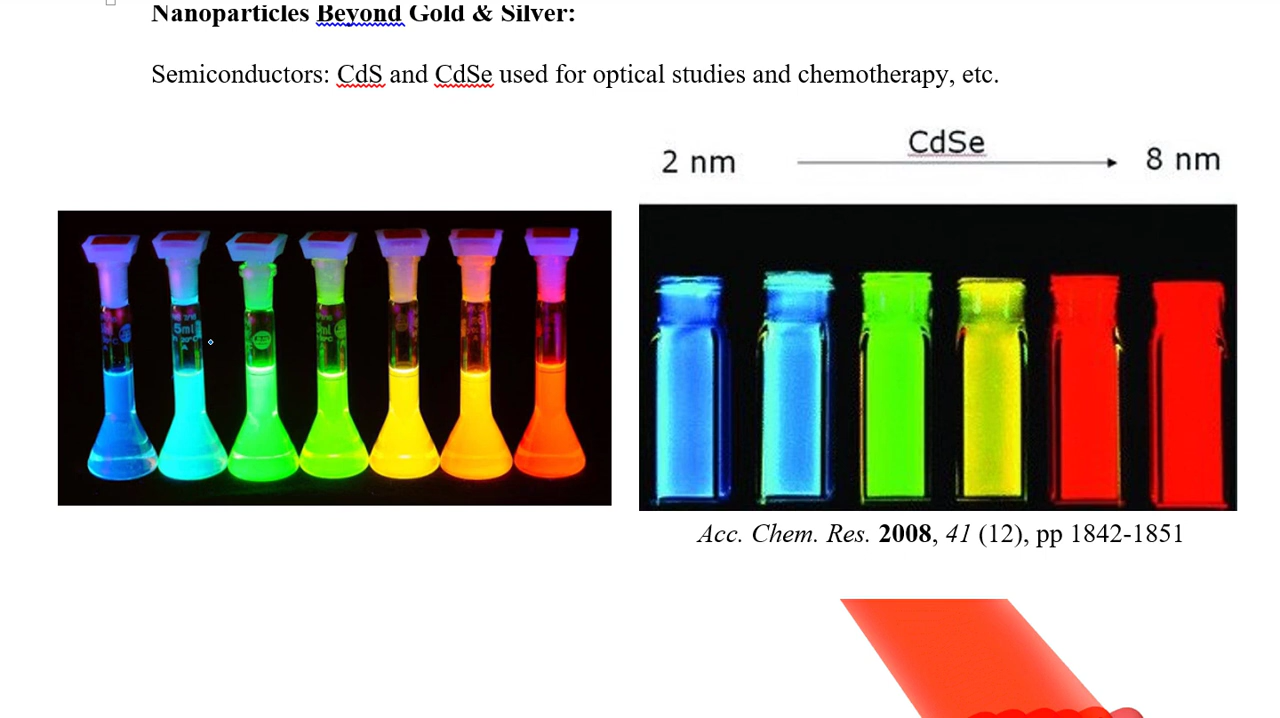 Nanoparticles Beyond Gold & Silver:
Semiconductors: CdS and CdSe used for optical studies and chemotherapy, etc.
2 nm
CdSe
8 nm
5ml
Acc. Chem. Res. 2008, 41 (12), pp 1842-1851